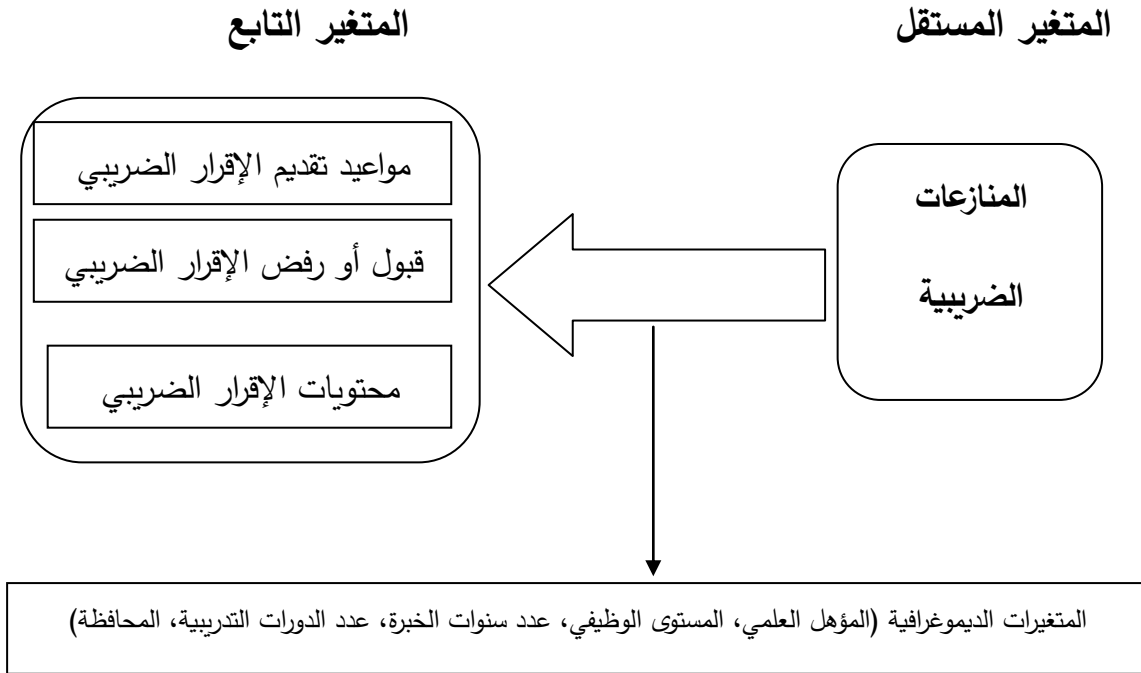 المتغير المستقل
المتغير التابع
المنازعات
الضريبية
مواعيد تقديم الإقرار الضريبي
قبول أو رفض الإقرار الضريبي
محتويات الإقرار الضريبي
المتغيرات الديموغرافية (المؤهل العلمي، المستوى الوظيفي، عدد سنوات الخبرة، عدد الدورات التدريبية، المحافظة)